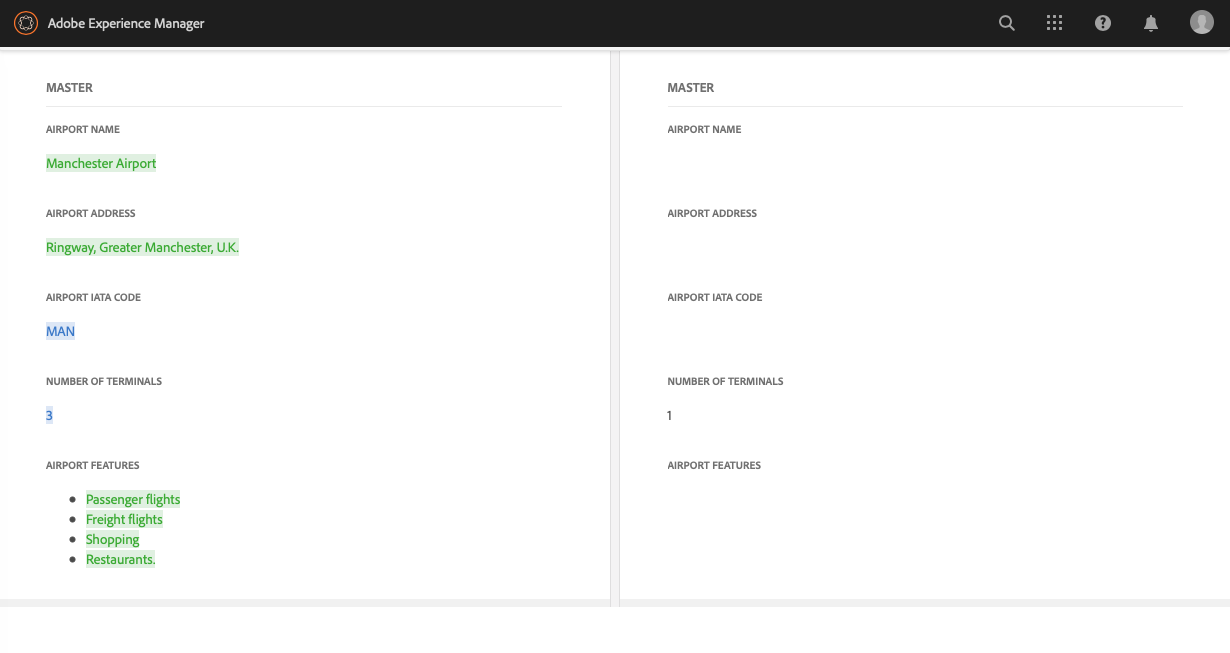 Adobe Experience Manager
MASTER
AIRPORT NAME
Manchester Airport
AIRPORT ADDRESS
Ringway, Greater Manchester, U.K.
AIRPORT IATA CODE
MAN
NUMBER OF TERMINALS
3
AIRPORT FEATURES
Passenger flights
Freight flights
Shopping
Restaurants.
MASTER
AIRPORT NAME
AIRPORT ADDRESS
AIRPORT IATA CODE
NUMBER OF TERMINALS
1
AIRPORT FEATURES